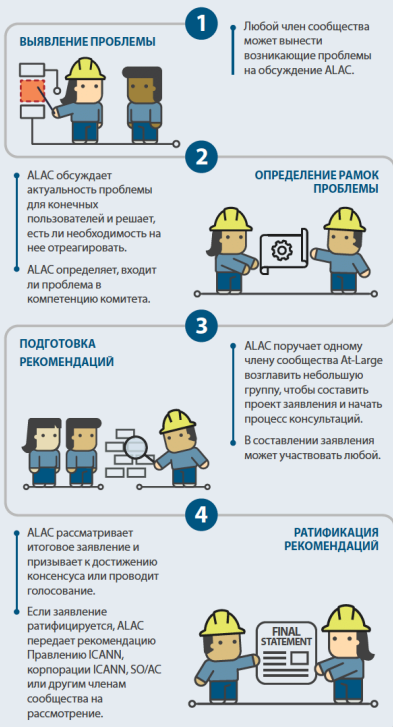 1
ВЫЯВЛЕНИЕ ПРОБЛЕМЫ
Любой член сообщества
может вынести
возникающие проблемы
на обсуждение ALAC.
2
ОПРЕДЕЛЕНИЕ РАМОК
ПРОБЛЕМЫ
ALAC обсуждает
актуальность проблемы
для конечных
пользователей и решает,
есть ли необходимость на
нее отреагировать.
ALAC определяет, входит
ли проблема в
компетенцию комитета.
3
ПОДГОТОВКА
РЕКОМЕНДАЦИЙ
ALAC поручает одному
члену сообщества At-Large
возглавить небольшую
группу, чтобы составить
проект заявления и начать
процесс консультаций.
В составлении заявления
может участвовать любой.
4
РАТИФИКАЦИЯ
РЕКОМЕНДАЦИЙ
ALAC рассматривает
итоговое заявление и
призывает к достижению
консенсуса или проводит
голосование.
Если заявление
ратифицируется, ALAC
передает рекомендацию
Правлению ICANN,
корпорации ICANN, SO/AC
или другим членам
сообщества на
рассмотрение.
FINAL
STATEMENT